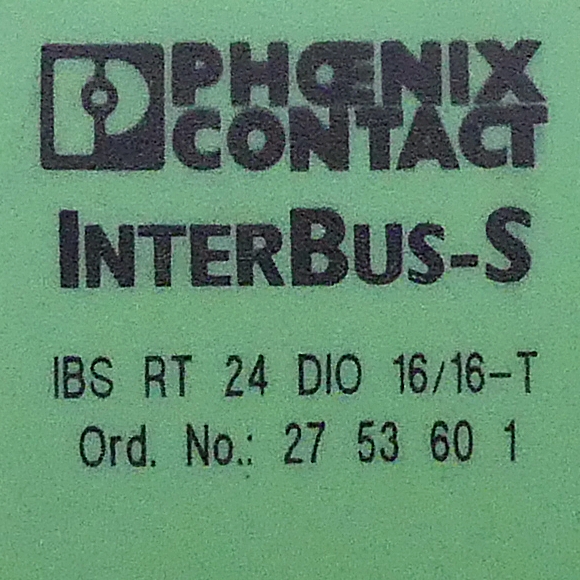 PHŒNIX
CONTACT
INTERBUS-S
IBS RT 24 DIO 16/16-T
Ord. No.: 27 53 60 1